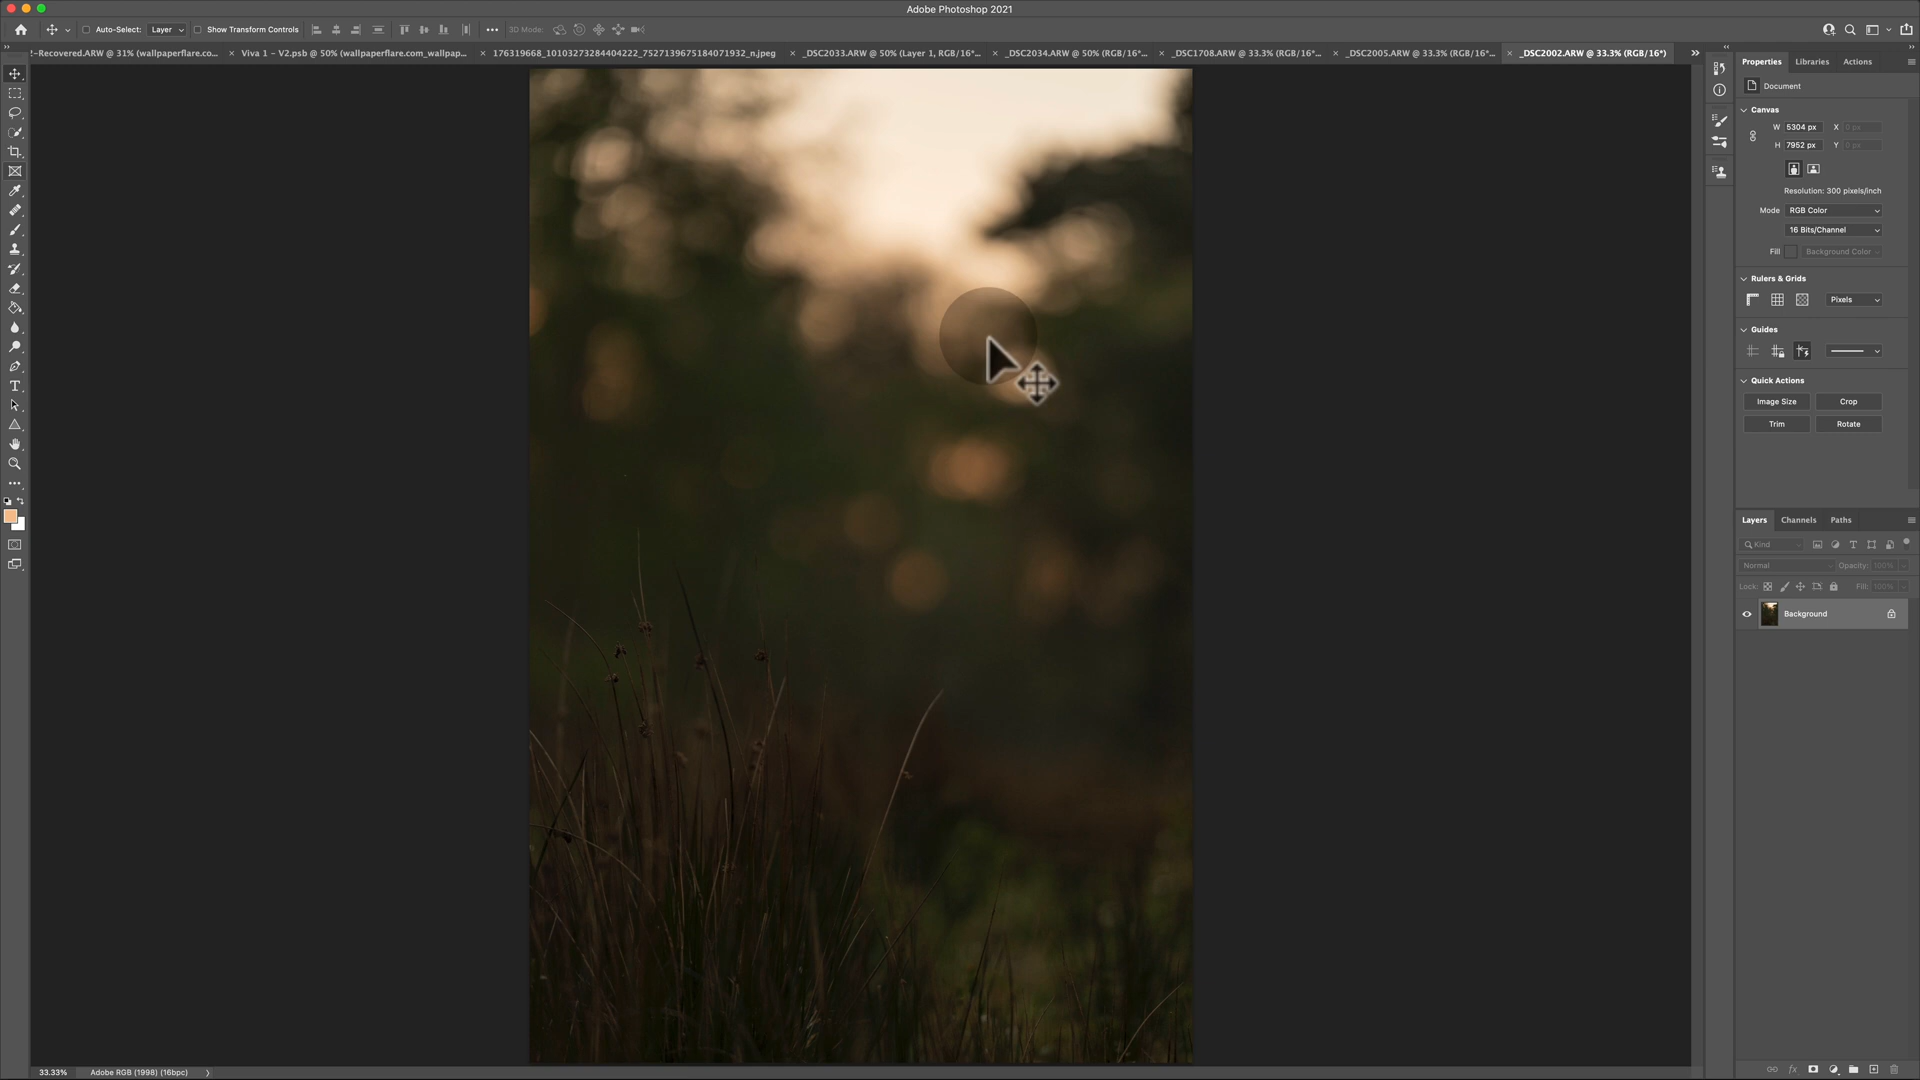 Adobe Photoshop 2021
Auto-Select: Layer Show Transform Controls 3D Mode:
2-Recovered.ARW @ 31% (wallpaperflare.co... Viva 1 – V2.psb @ 50% (wallpaperflare.com_wallpap... 176319668_10103273284404222_7527139675184071932_n.jpeg _DSC2033.ARW @ 50% (Layer 1, RGB/16*... _DSC2034.ARW @ 50% (RGB/16*... _DSC1708.ARW @ 33.3% (RGB/16*... _DSC2005.ARW @ 33.3% (RGB/16*... _DSC2002.ARW @ 33.3% (RGB/16*)
Properties Libraries Actions
Document
Canvas
W 5304 px X 0 px
H 7952 px Y 0 px
Resolution: 300 pixels/inch
Mode RGB Color
16 Bits/Channel
Fill Background Color
Rulers & Grids
Pixels
Guides
Quick Actions
Image Size Crop
Trim Rotate
Layers Channels Paths
Kind
Normal Opacity: 100%
Lock: Fill: 100%
Background
33.33% Adobe RGB (1998) (16bpc)